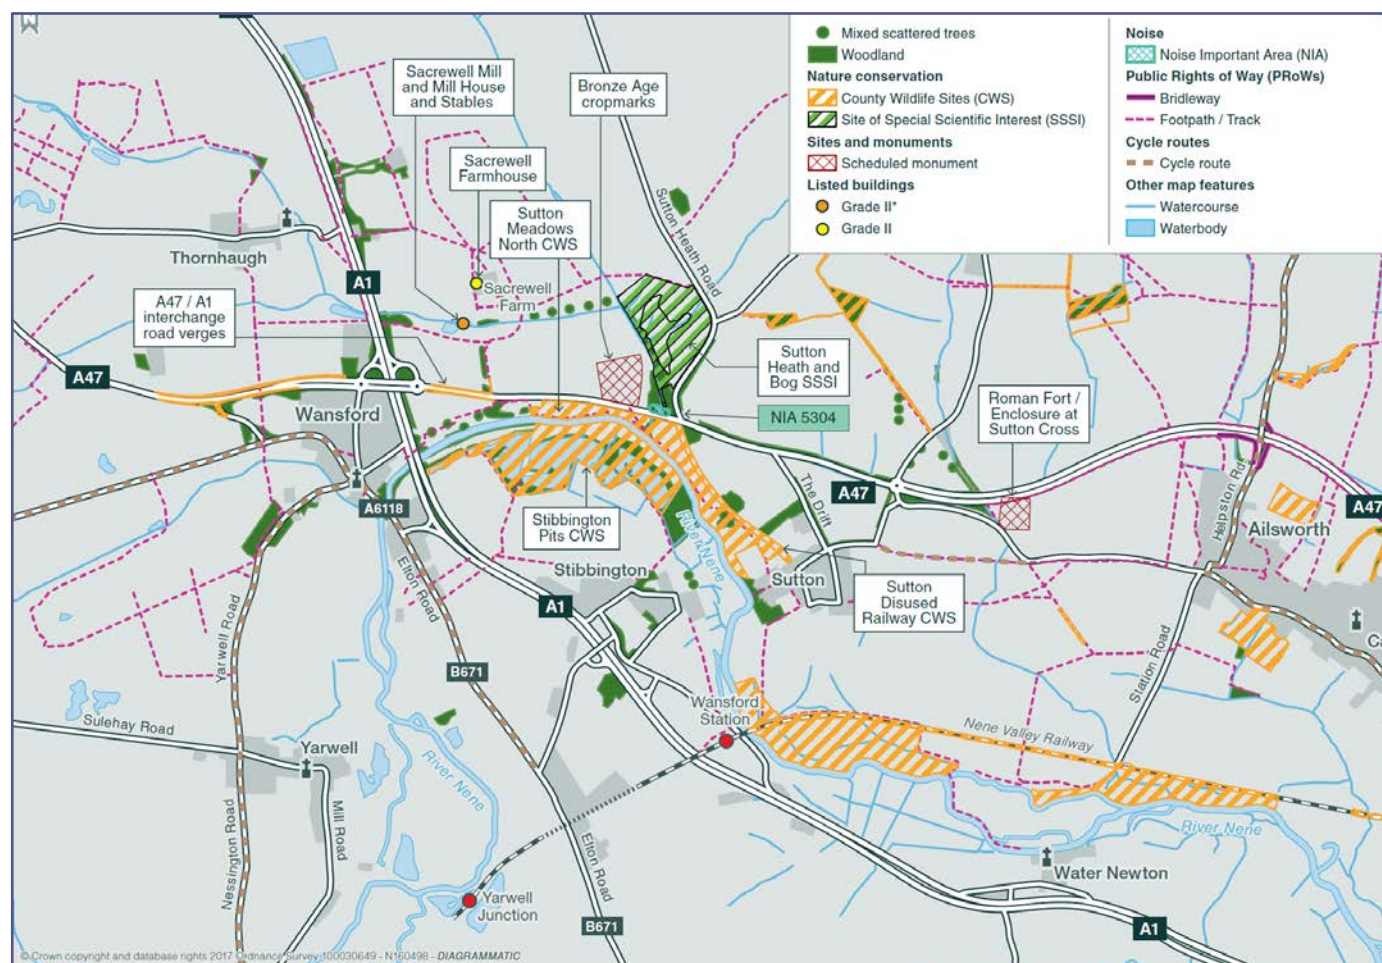 Mixed scattered trees
Woodland
Nature conservation
County Wildlife Sites (CWS)
Site of Special Scientific Interest (SSSI)
Sites and monuments
Scheduled monument
Listed buildings
Grade II*
Grade II
Noise
Noise Important Area (NIA)
Public Rights of Way (PRoWs)
Bridleway
Footpath / Track
Cycle routes
Cycle route
Other map features
Watercourse
Waterbody
Sacrewell Mill
and Mill House
and Stables
Bronze Age
cropmarks
Sacrewell
Farmhouse
Sutton
Meadows
North CWS
Sutton Heath Road
Thornhaugh
A1
Sacrewell
Farm
A47 / A1
interchange
road verges
A47
Wansford
Sutton
Heath and
Bog SSSI
NIA 5304
Roman Fort /
Enclosure at
Sutton Cross
A47
The Drift
Helpston Rd
Ailsworth
A47
A6118
Stibbington
Pits CWS
River Nene
Stibbington
Sutton
Sutton
Disused
Railway CWS
Elton Road
A1
Yarwell Road
B671
Station Road
Ca
Wansford
Station
Nene Valley Railway
Sulehay Road
Yarwell
River Nene
Mill Road
Nessington Road
Elton Road
River Nene
Water Newton
Yarwell
Junction
B671
A1
© Crown copyright and database rights 2017 Ordnance Survey 100030649 - N160498 - DIAGRAMMATIC